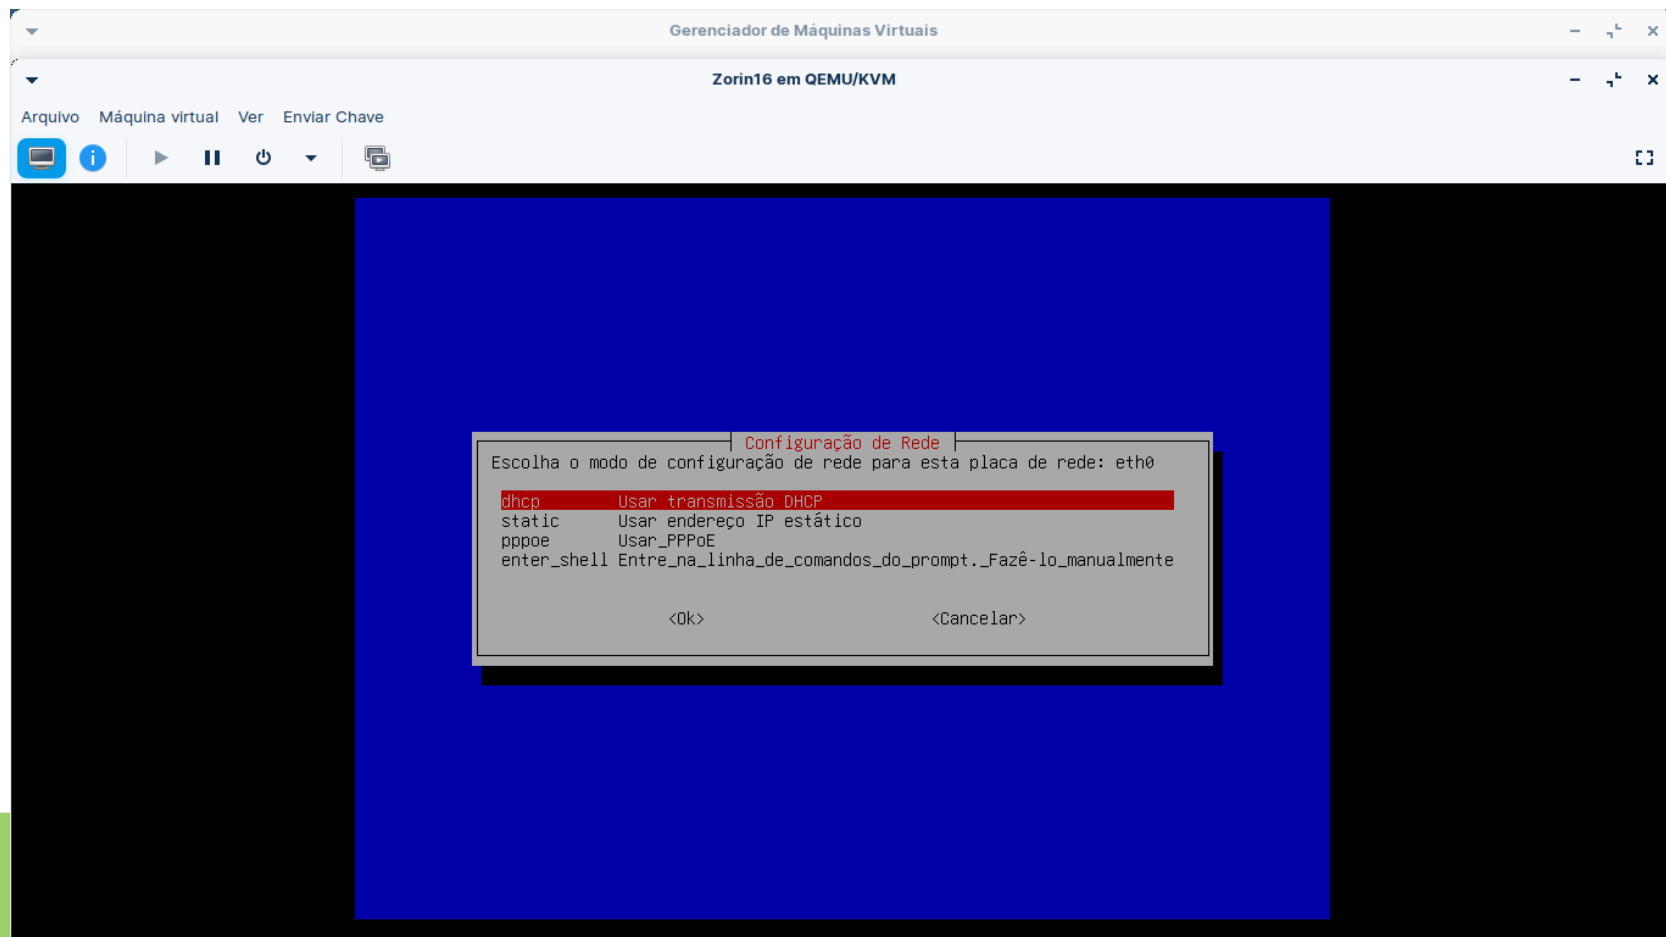 Gerenciador de Máquinas Virtuais
Zorin16 em QEMU/KVM
Arquivo Máquina virtual Ver Enviar Chave
Configuração de Rede
Escolha o modo de configuração de rede para esta placa de rede: eth0
dhcp Usar transmissão DHCP
static Usar endereço IP estático
pppoe Usar_PPPoE
enter_shell Entre_na_linha_de_comandos_do_prompt._Fazê-lo_manualmente
<Ok> <Cancelar>